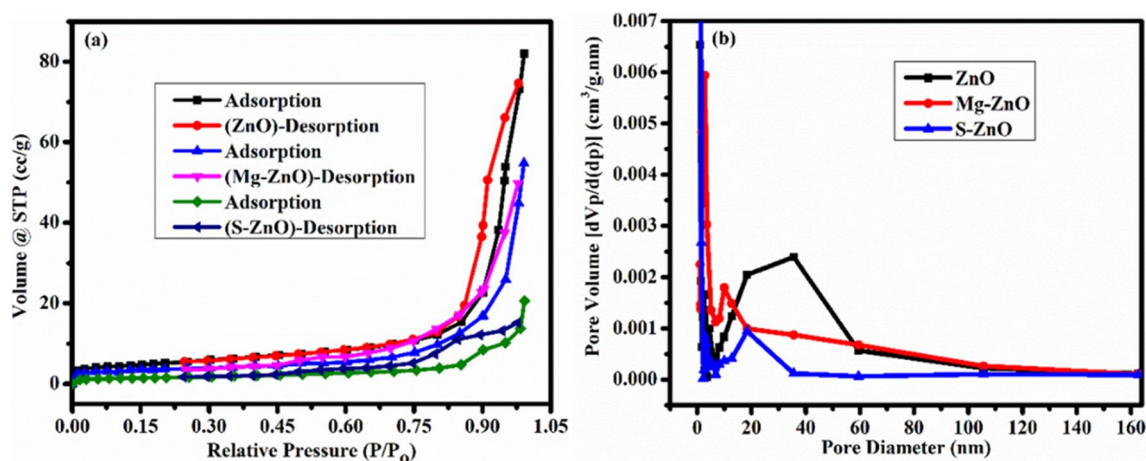 (a)
80
60
40
20
0
Volume @ STP (cc/g)
Adsorption
(ZnO)-Desorption
Adsorption
(Mg-ZnO)-Desorption
Adsorption
(S-ZnO)-Desorption
0.00 0.15 0.30 0.45 0.60 0.75 0.90 1.05
Relative Pressure (P/Po)
(b)
0.007
0.006
0.005
0.004
0.003
0.002
0.001
0.000
Pore Volume [dVp/d(dp)] (cm³/g.nm)
ZnO
Mg-ZnO
S-ZnO
0 20 40 60 80 100 120 140 160
Pore Diameter (nm)